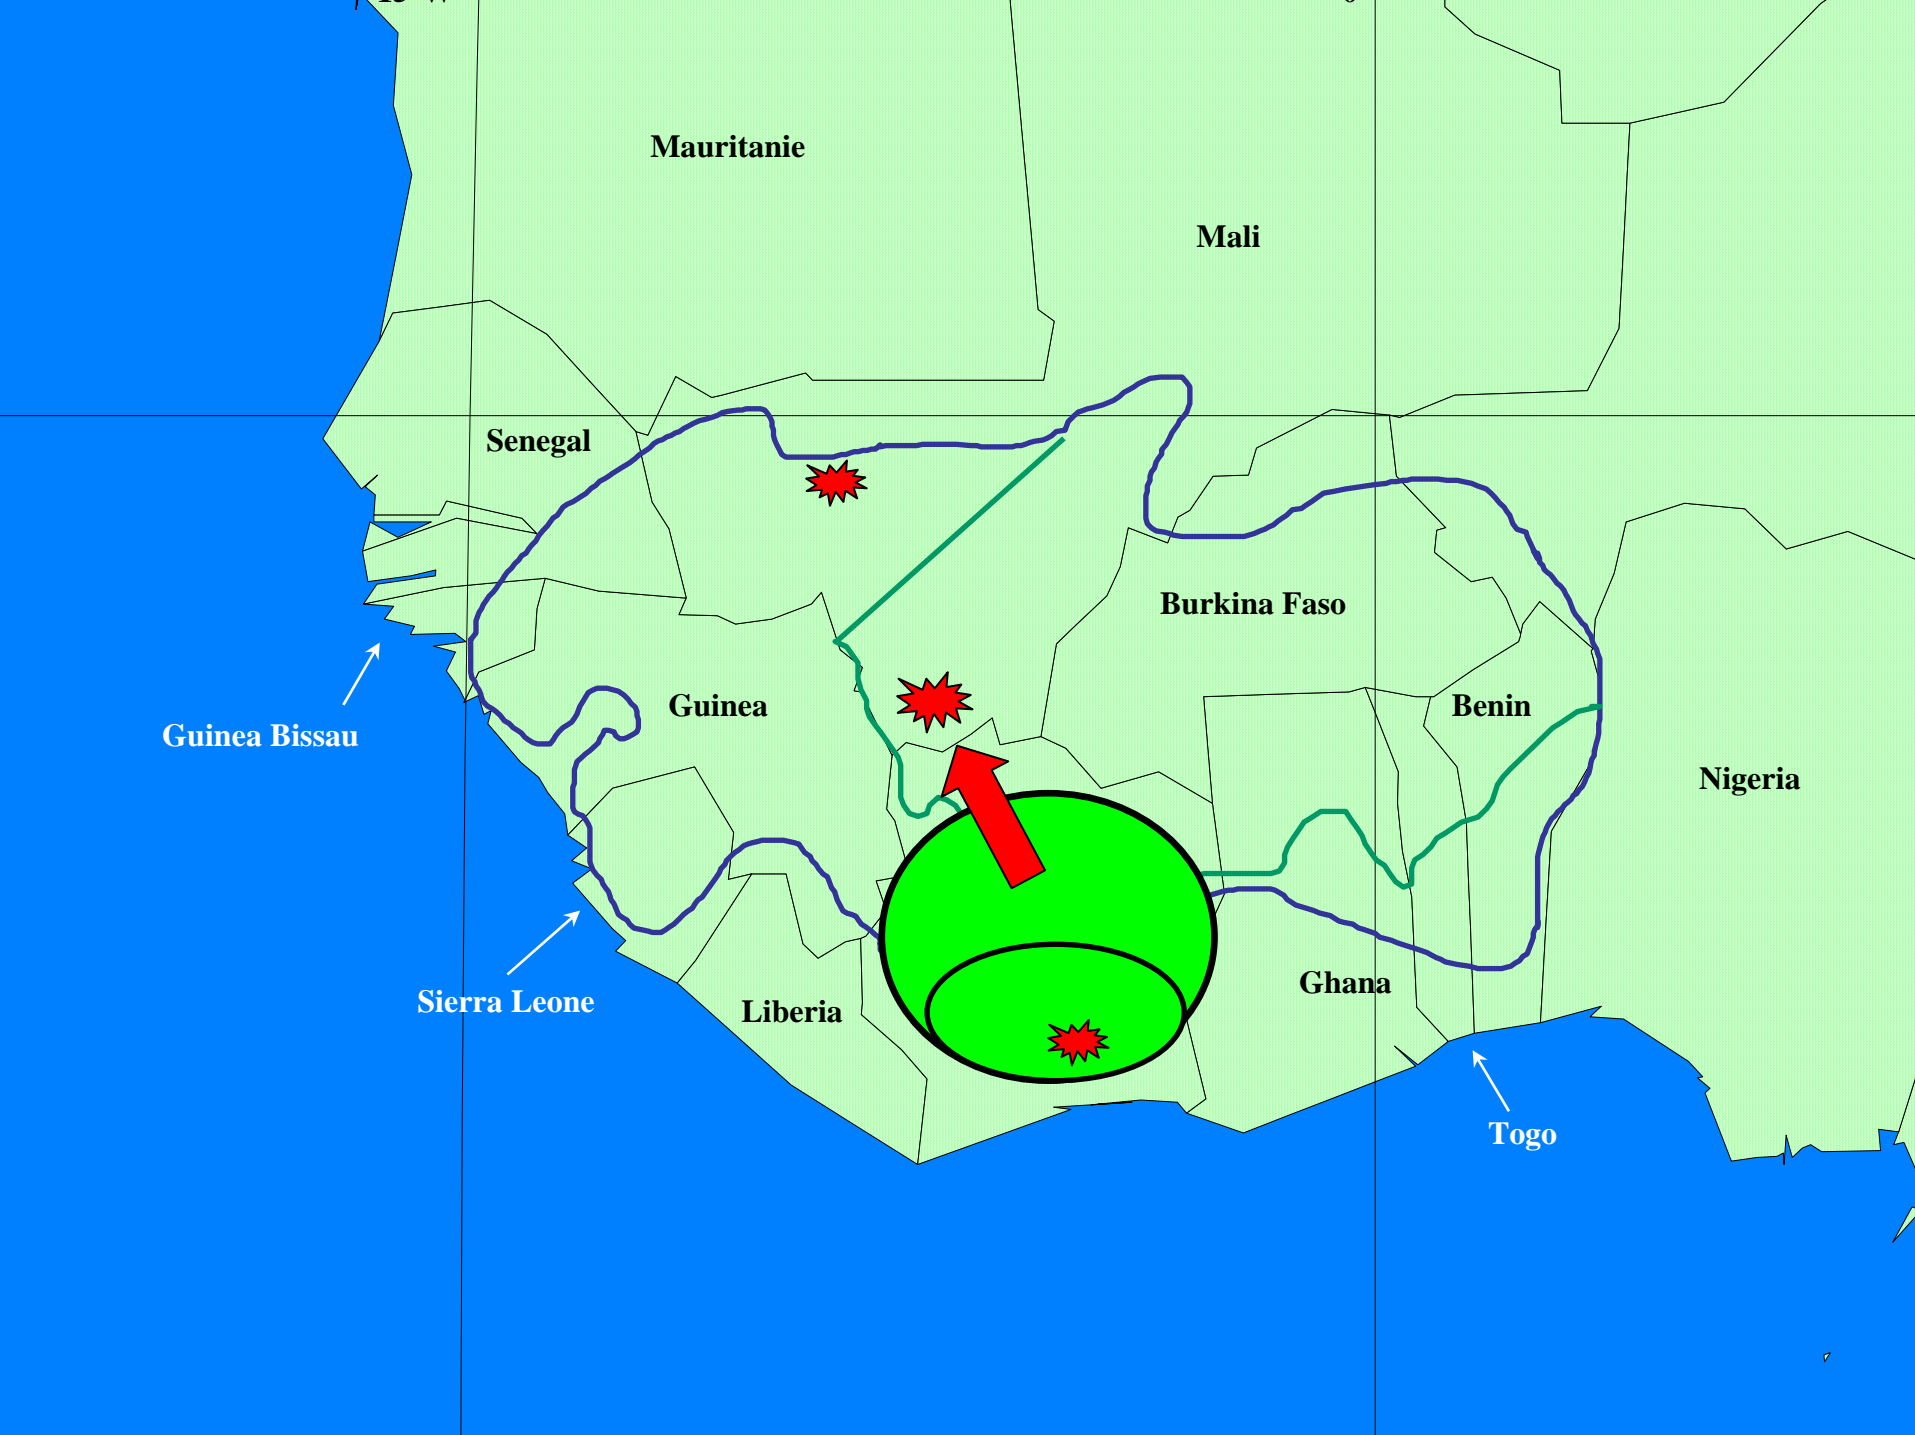 Mauritanie
Mali
Senegal
Burkina Faso
Guinea
Benin
Guinea Bissau
Nigeria
Ghana
Sierra Leone
Liberia
Togo